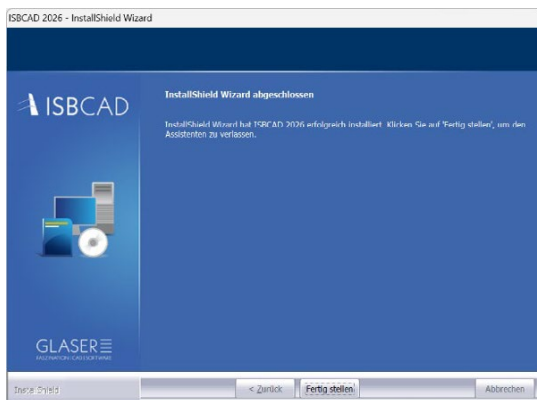 ISBCAD 2026 - InstallShield Wizard
ISBCAD
InstallShield Wizard abgeschlossen
InstallShield Wizard hat ISBCAD 2026 erfolgreich installiert. Klicken Sie auf 'Fertig stellen', um den
Assistenten zu verlassen.
GLASER
FASZINATION CAD SOFTWARE
InstallShield
< Zurück
Fertig stellen
Abbrechen